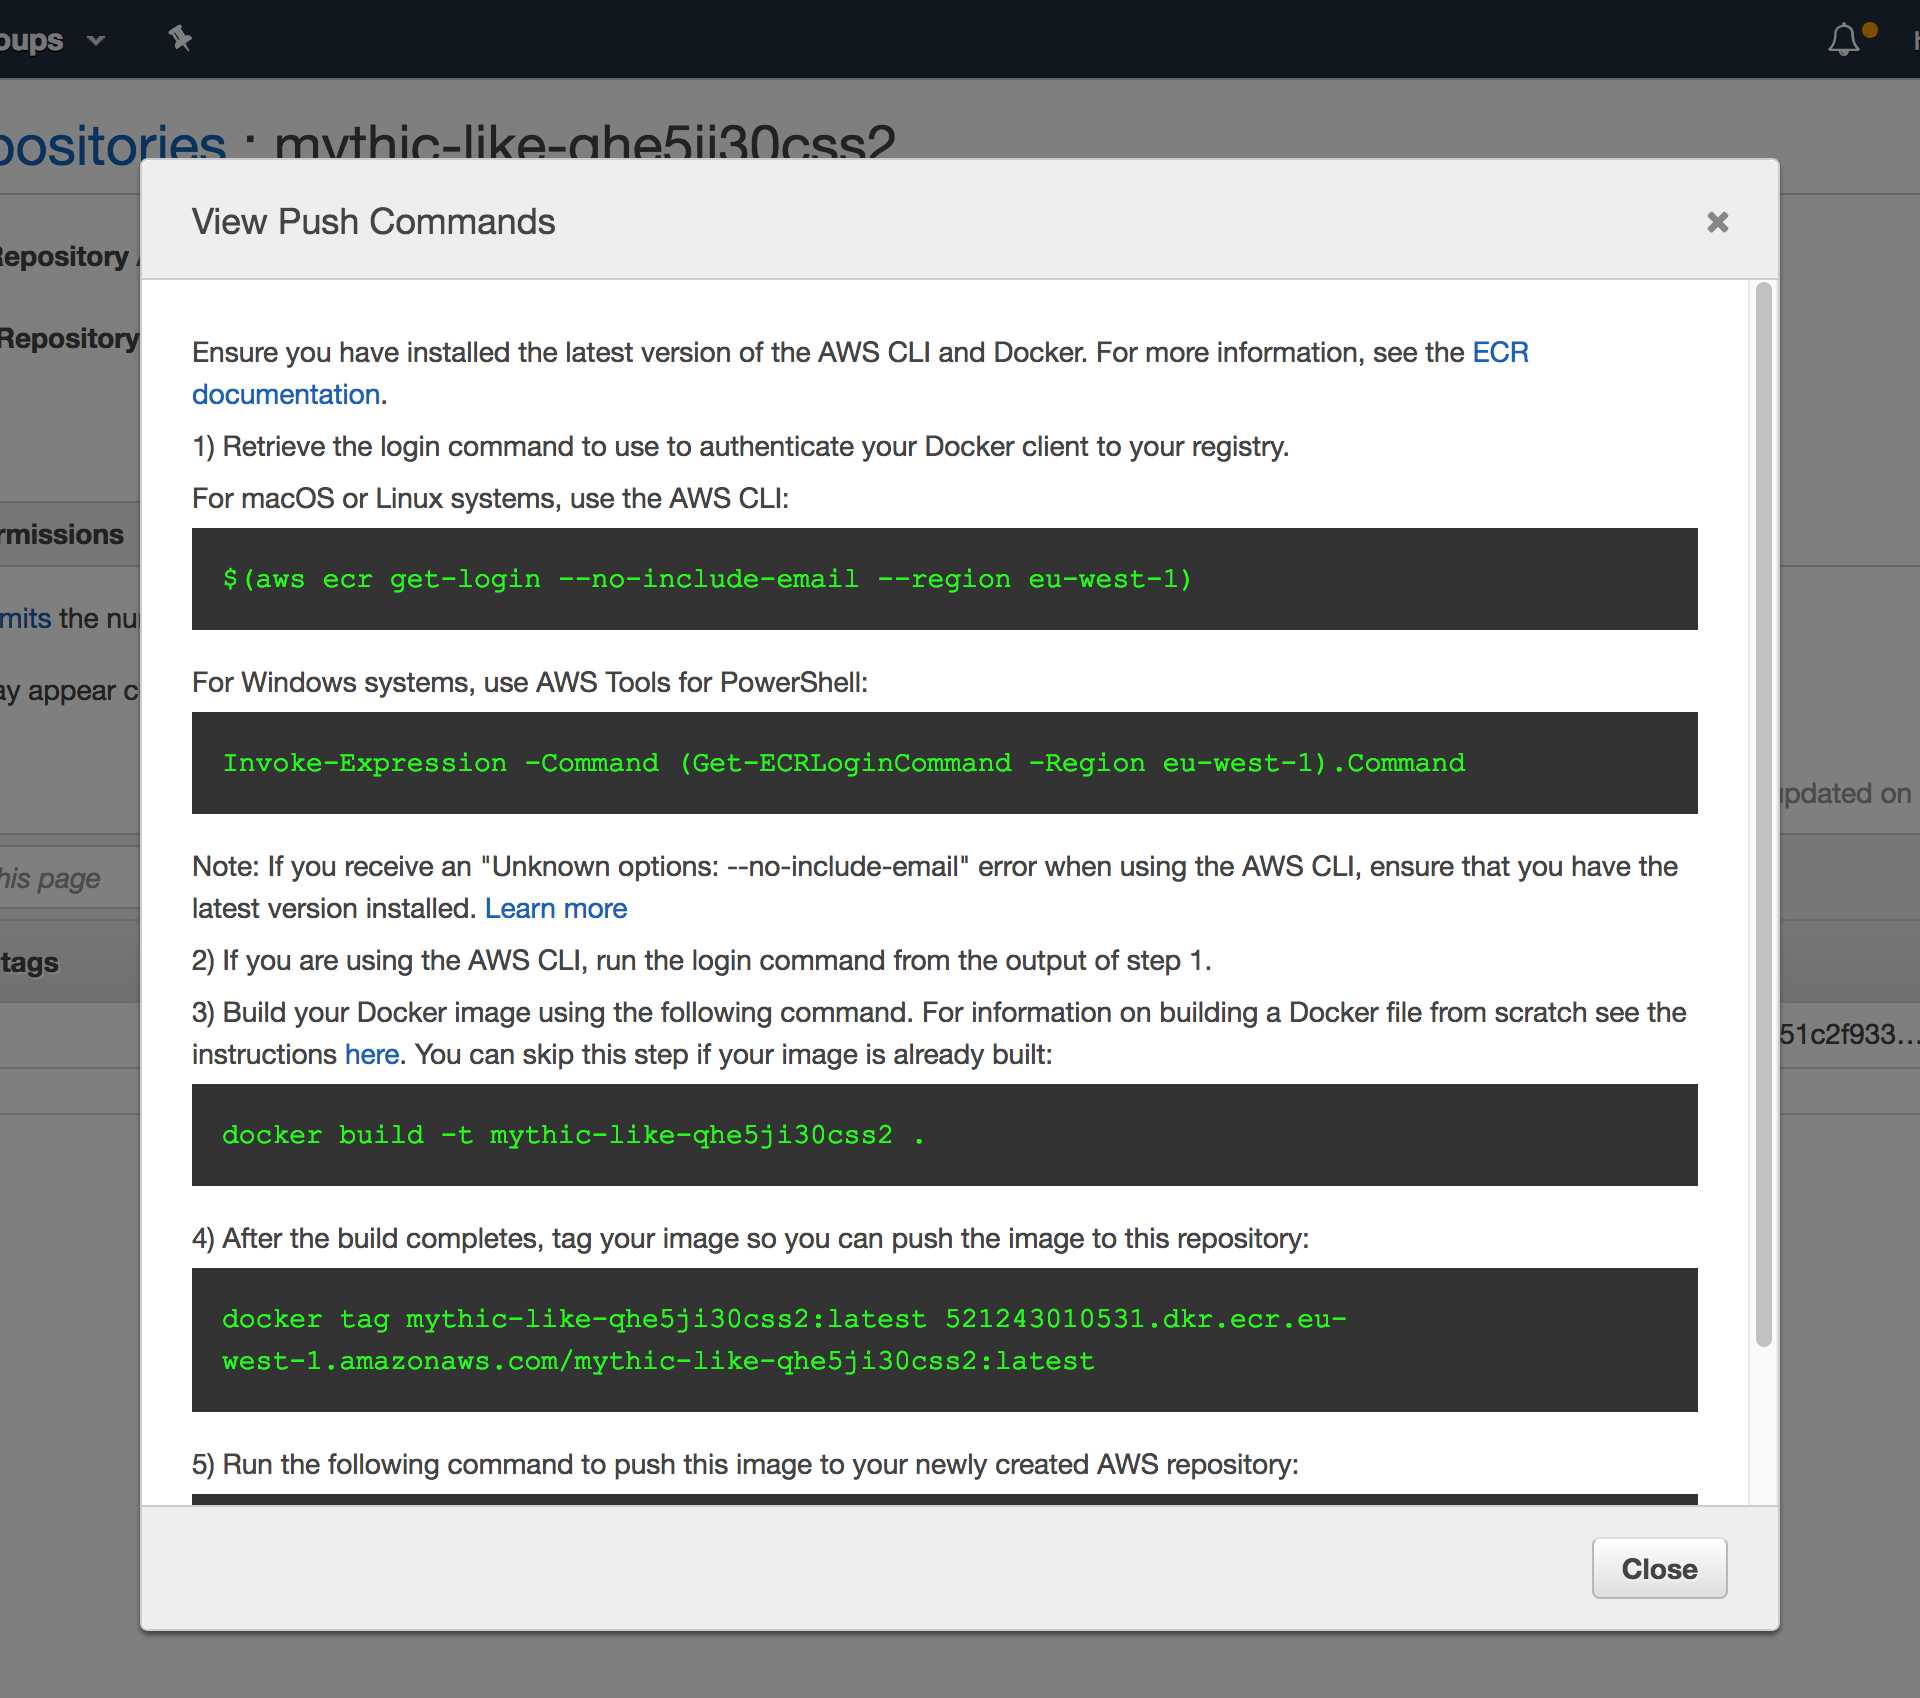 oups
positories : mythic-like-qhe5ji30css2
View Push Commands
Repository
Repository
Ensure you have installed the latest version of the AWS CLI and Docker. For more information, see the ECR
documentation.
1) Retrieve the login command to use to authenticate your Docker client to your registry.
For macOS or Linux systems, use the AWS CLI:
$(aws ecr get-login --no-include-email --region eu-west-1)
rmissions
mits the nu
For Windows systems, use AWS Tools for PowerShell:
ay appear c
Invoke-Expression -Command (Get-ECRLoginCommand -Region eu-west-1).Command
updated on
Note: If you receive an "Unknown options: --no-include-email" error when using the AWS CLI, ensure that you have the
latest version installed. Learn more
his page
2) If you are using the AWS CLI, run the login command from the output of step 1.
tags
3) Build your Docker image using the following command. For information on building a Docker file from scratch see the
instructions here. You can skip this step if your image is already built:
51c2f933...
docker build -t mythic-like-qhe5ji30css2 .
4) After the build completes, tag your image so you can push the image to this repository:
docker tag mythic-like-qhe5ji30css2:latest 521243010531.dkr.ecr.eu-
west-1.amazonaws.com/mythic-like-qhe5ji30css2:latest
5) Run the following command to push this image to your newly created AWS repository:
Close